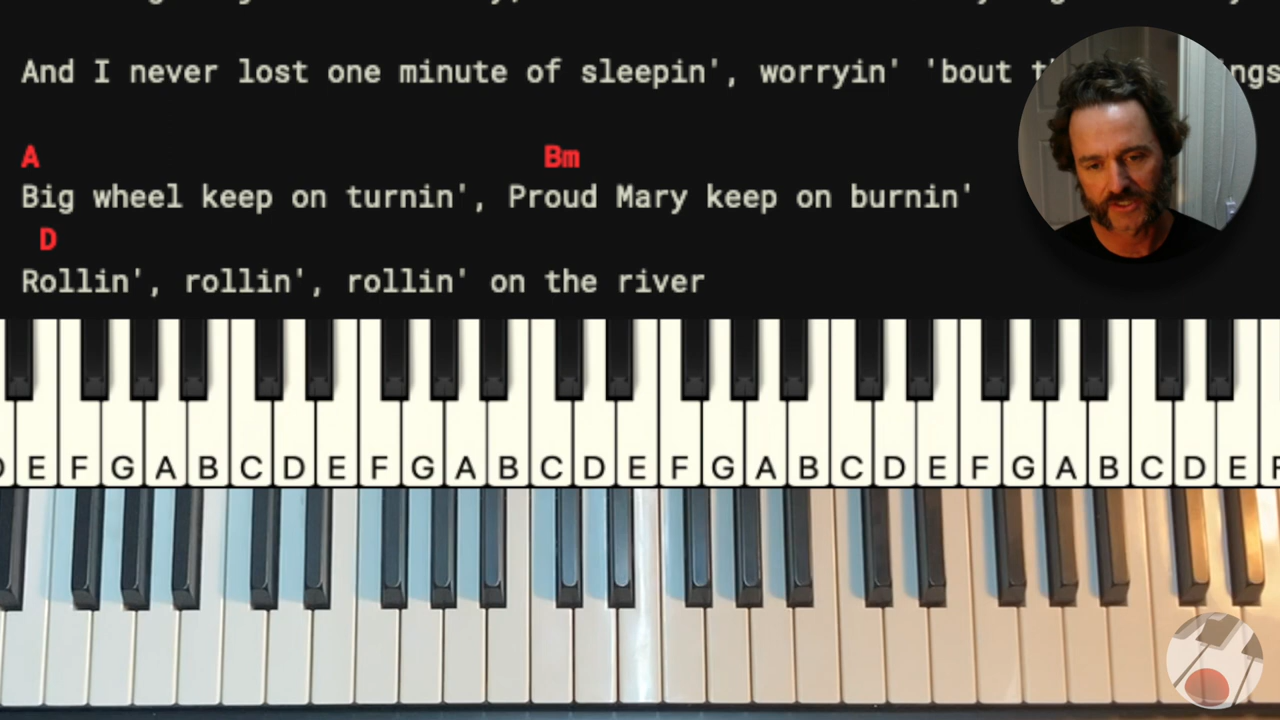 And I never lost one minute of sleepin', worryin' 'bout
A Bm
Big wheel keep on turnin', Proud Mary keep on burnin'
D
Rollin', rollin', rollin' on the river
E F G A B C D E F G A B C D E F G A B C D E F G A B C D E